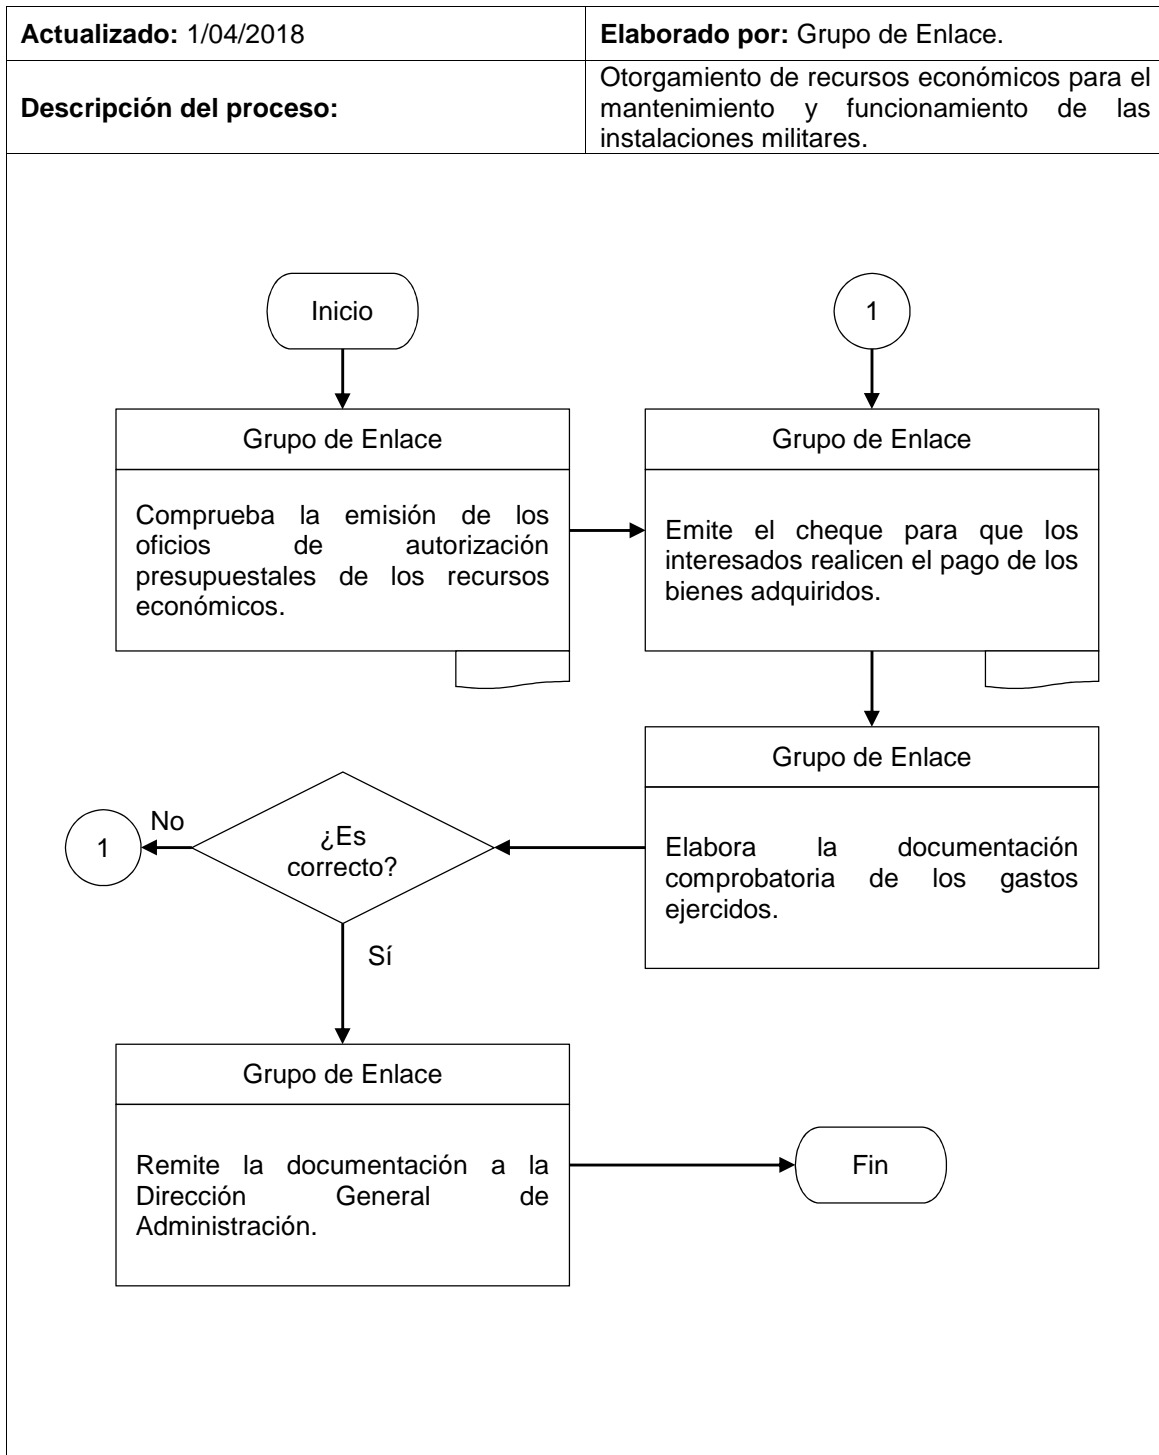 Actualizado: 1/04/2018
Elaborado por: Grupo de Enlace.
Descripción del proceso:
Otorgamiento de recursos económicos para el
mantenimiento y funcionamiento de las
instalaciones militares.
Inicio
1
Grupo de Enlace
Comprueba la emisión de los
oficios de autorización
presupuestales de los recursos
económicos.
Grupo de Enlace
Emite el cheque para que los
interesados realicen el pago de los
bienes adquiridos.
Grupo de Enlace
Elabora la documentación
comprobatoria de los gastos
ejercidos.
¿Es
correcto?
No
1
Sí
Grupo de Enlace
Remite la documentación a la
Dirección General de
Administración.
Fin